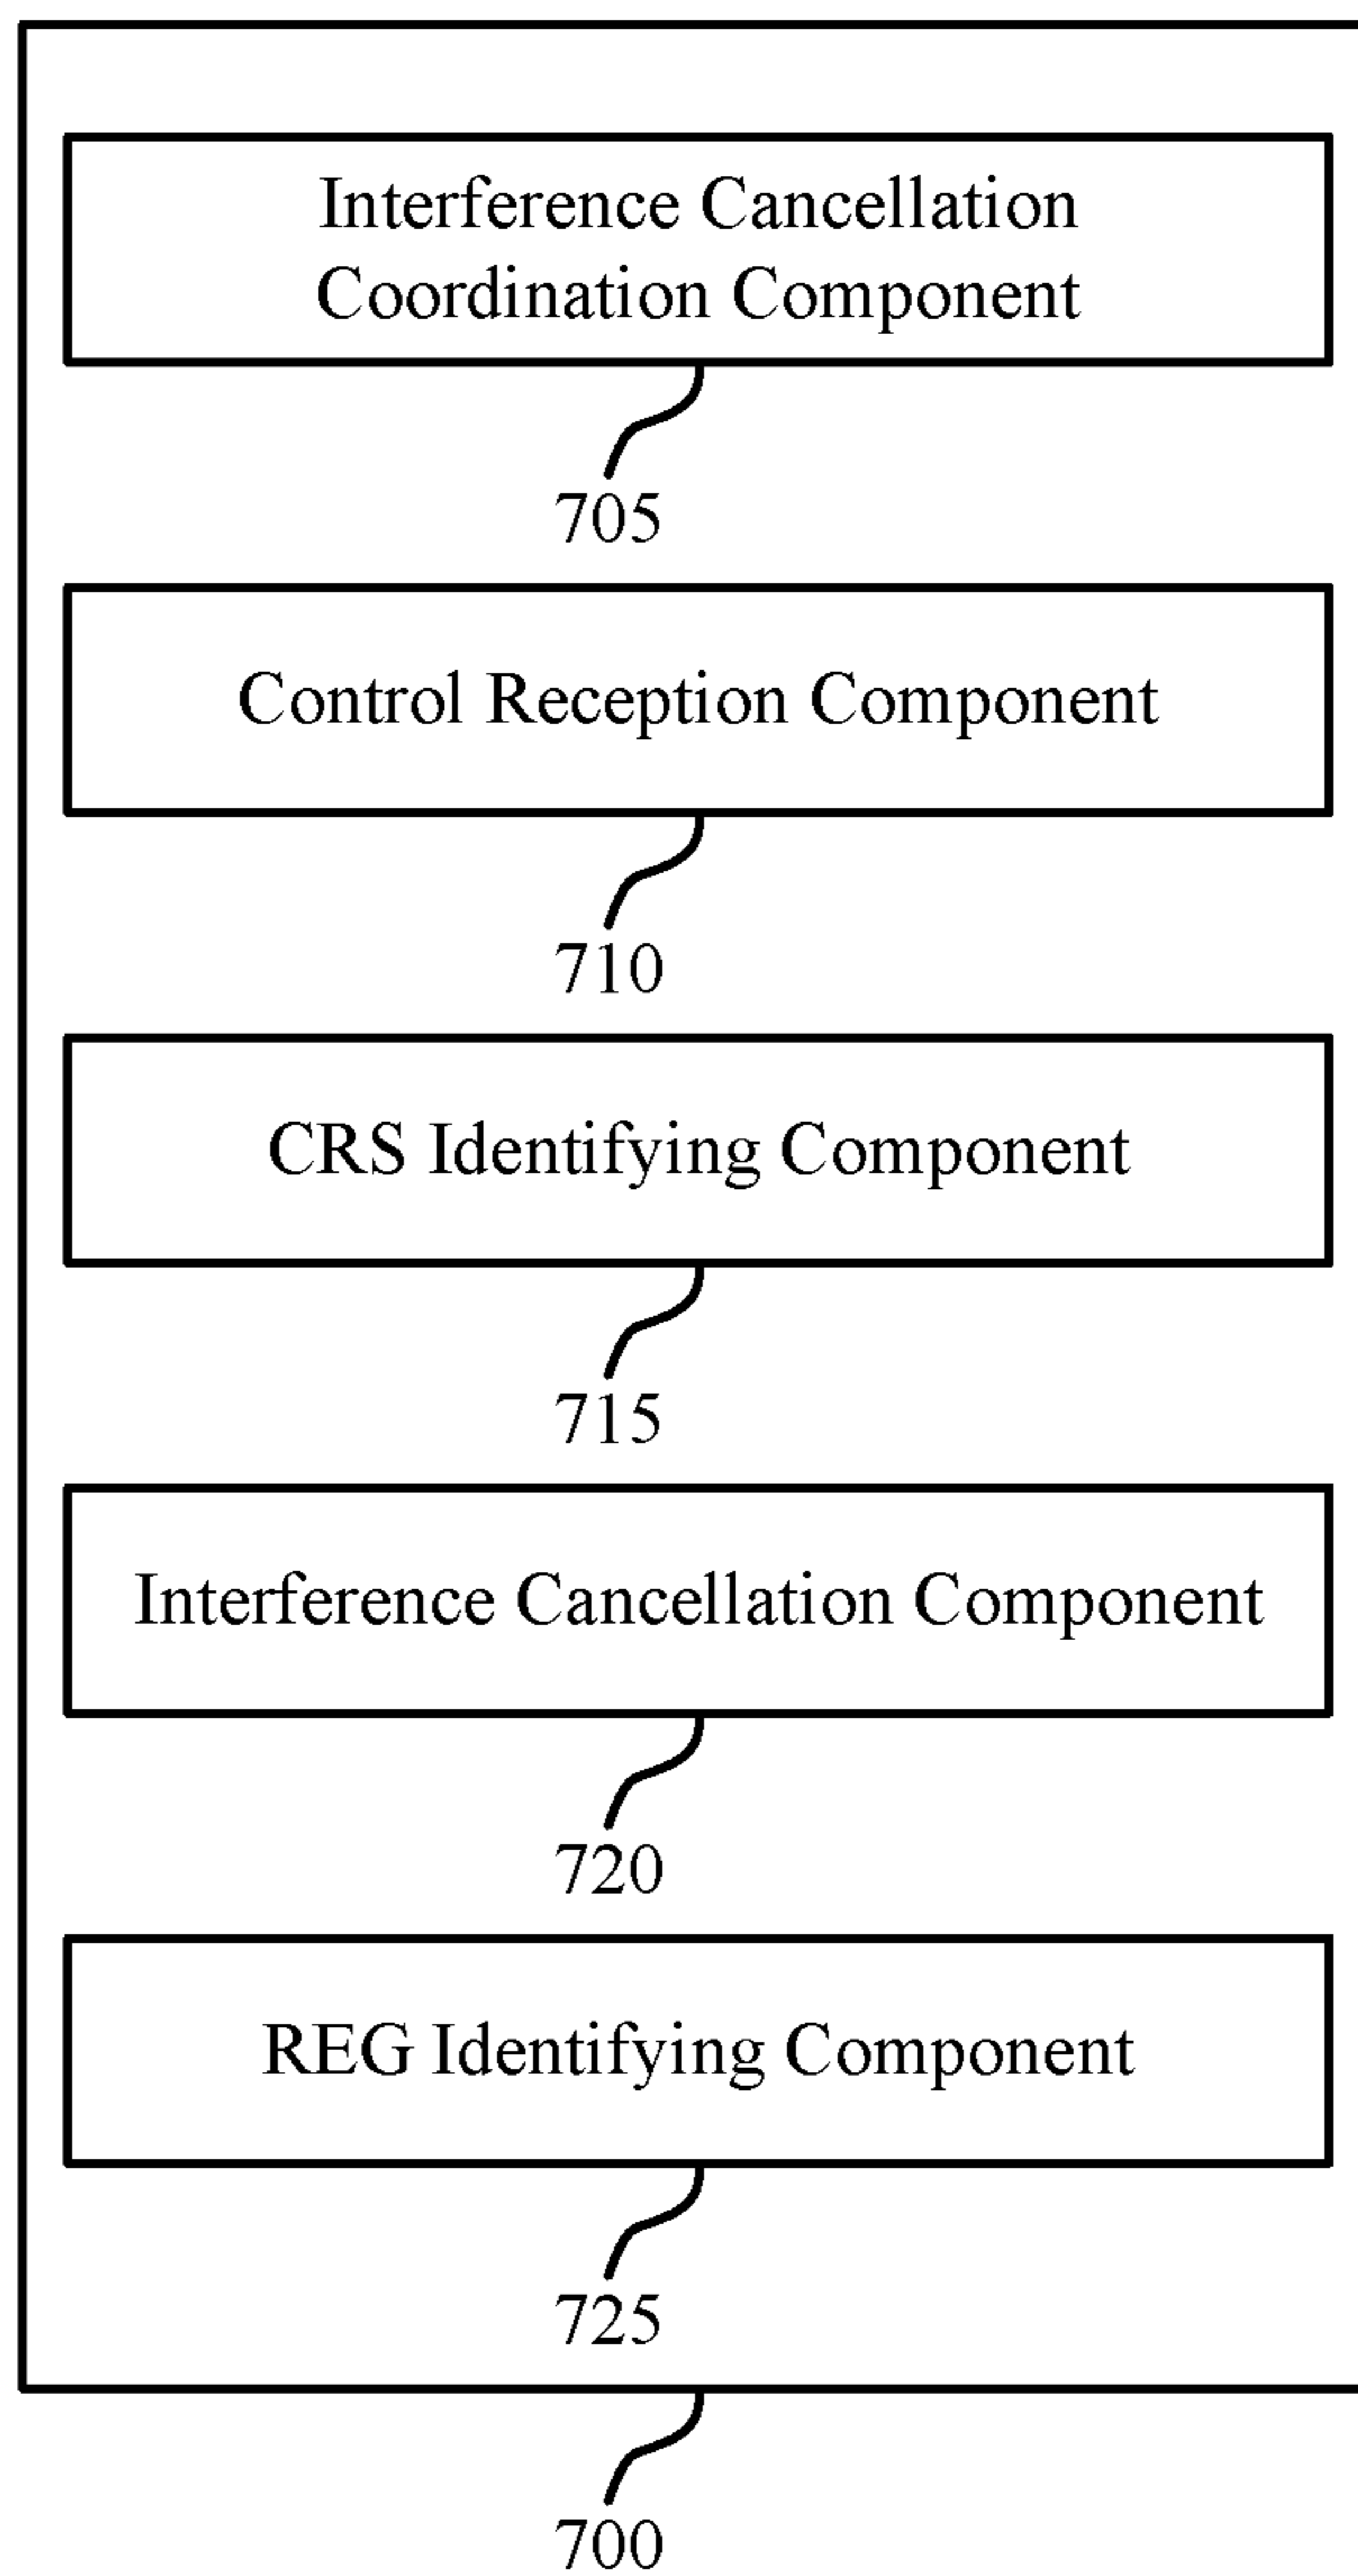 Interference Cancellation
Coordination Component
705
Control Reception Component
710
CRS Identifying Component
715
Interference Cancellation Component
720
REG Identifying Component
725
700